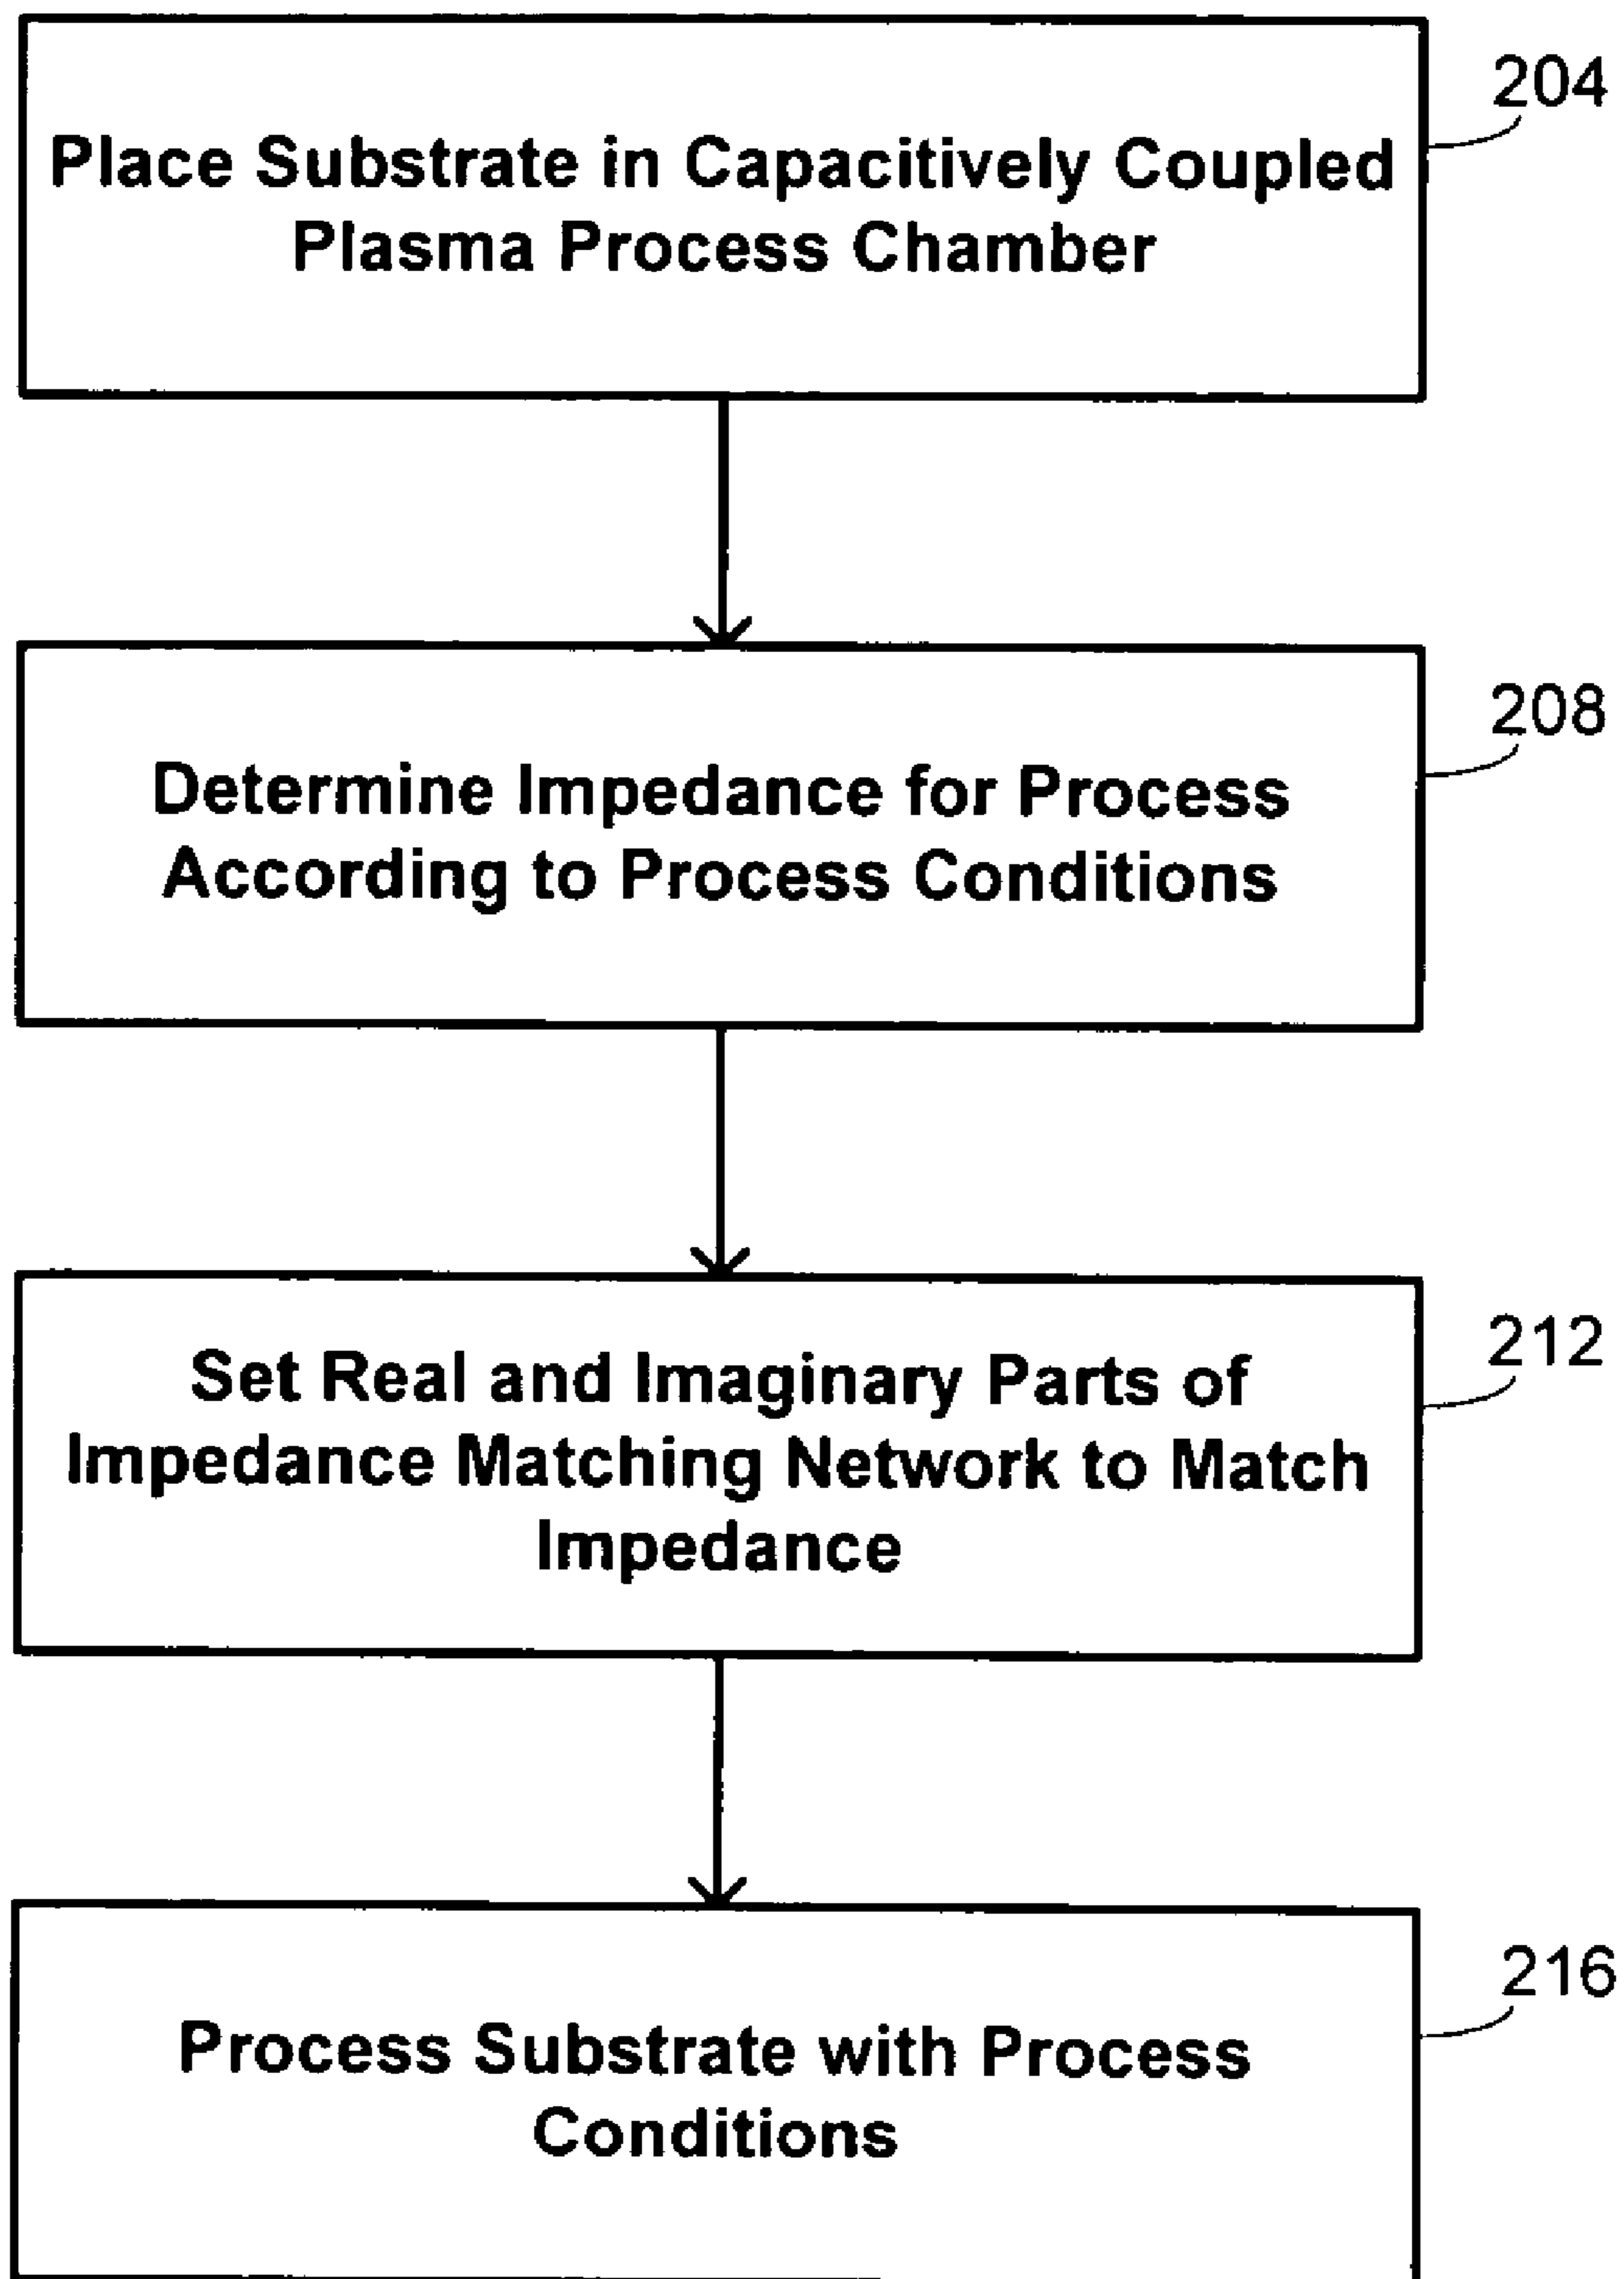 204
Place Substrate in Capacitively Coupled
Plasma Process Chamber
208
Determine Impedance for Process
According to Process Conditions
212
Set Real and Imaginary Parts of
Impedance Matching Network to Match
Impedance
216
Process Substrate with Process
Conditions